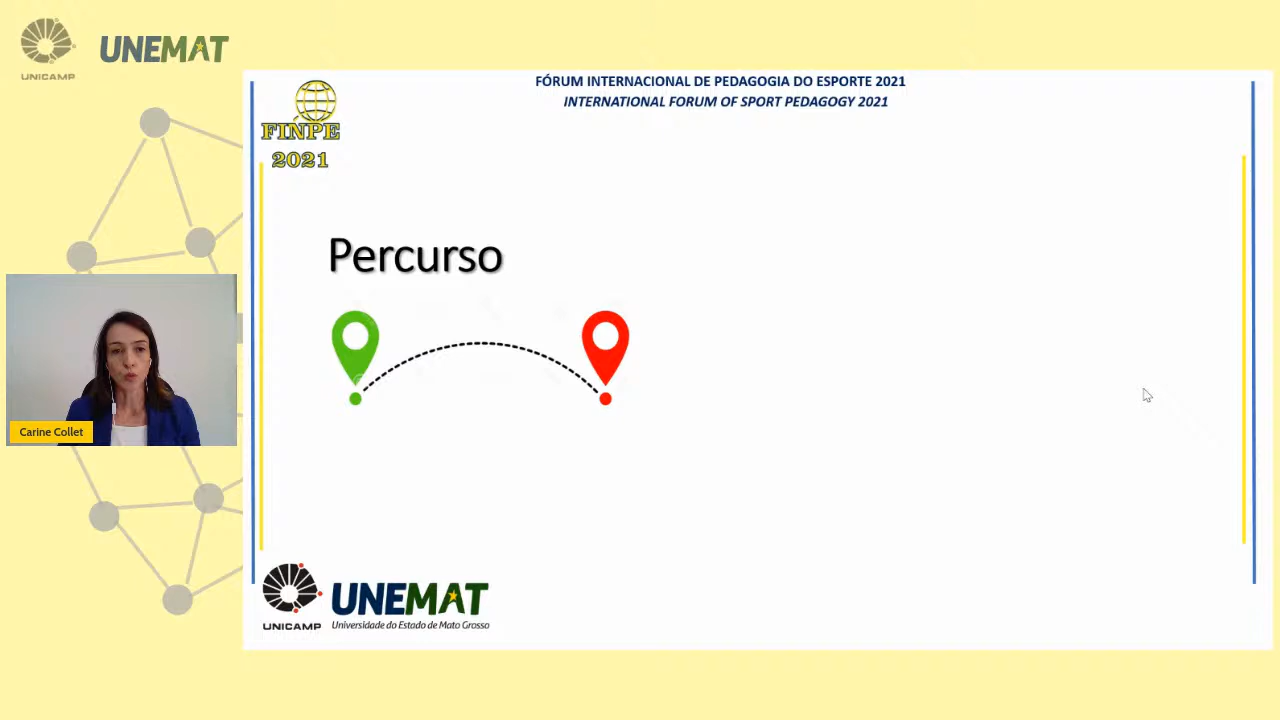 UNICAMP
UNEMAT
FÓRUM INTERNACIONAL DE PEDAGOGIA DO ESPORTE 2021
INTERNATIONAL FORUM OF SPORT PEDAGOGY 2021
FINPE
2021
Percurso
Carine Collet
UNICAMP
UNEMAT
Universidade do Estado de Mato Grosso